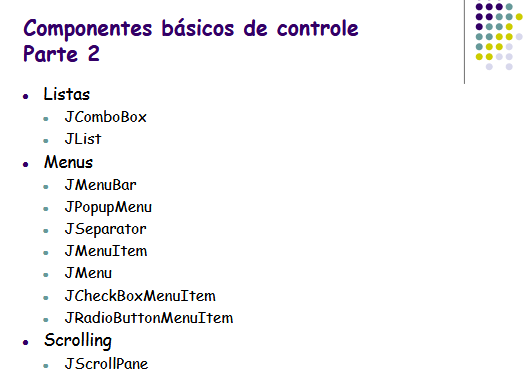 Componentes básicos de controle
Parte 2
Listas
JComboBox
JList
Menus
JMenuBar
JPopupMenu
JSeparator
JMenuItem
JMenu
JCheckBoxMenuItem
JRadioButtonMenuItem
Scrolling
JScrollPane